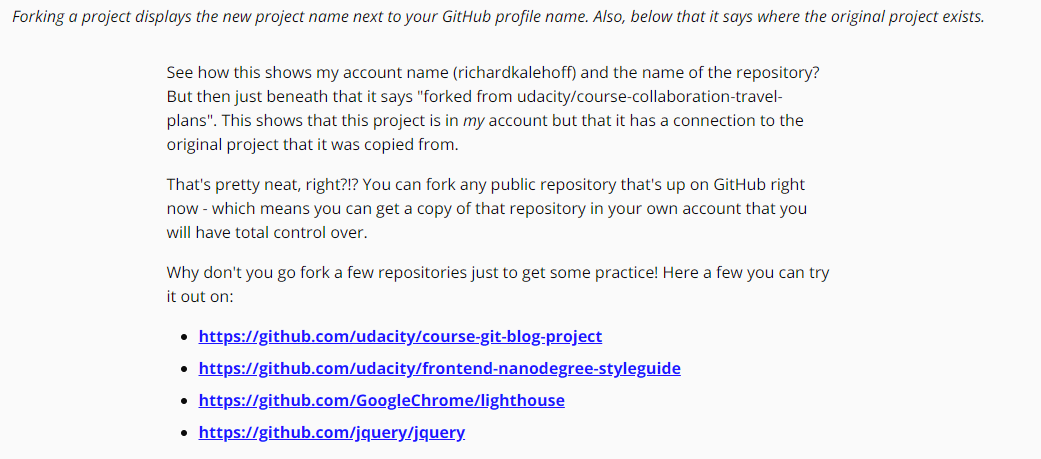 Forking a project displays the new project name next to your GitHub profile name. Also, below that it says where the original project exists.
See how this shows my account name (richardkalehoff) and the name of the repository?
But then just beneath that it says "forked from udacity/course-collaboration-travel-
plans". This shows that this project is in my account but that it has a connection to the
original project that it was copied from.
That's pretty neat, right?!? You can fork any public repository that's up on GitHub right
now - which means you can get a copy of that repository in your own account that you
will have total control over.
Why don't you go fork a few repositories just to get some practice! Here a few you can try
it out on:
• https://github.com/udacity/course-git-blog-project
• https://github.com/udacity/frontend-nanodegree-styleguide
• https://github.com/GoogleChrome/lighthouse
• https://github.com/jquery/jquery